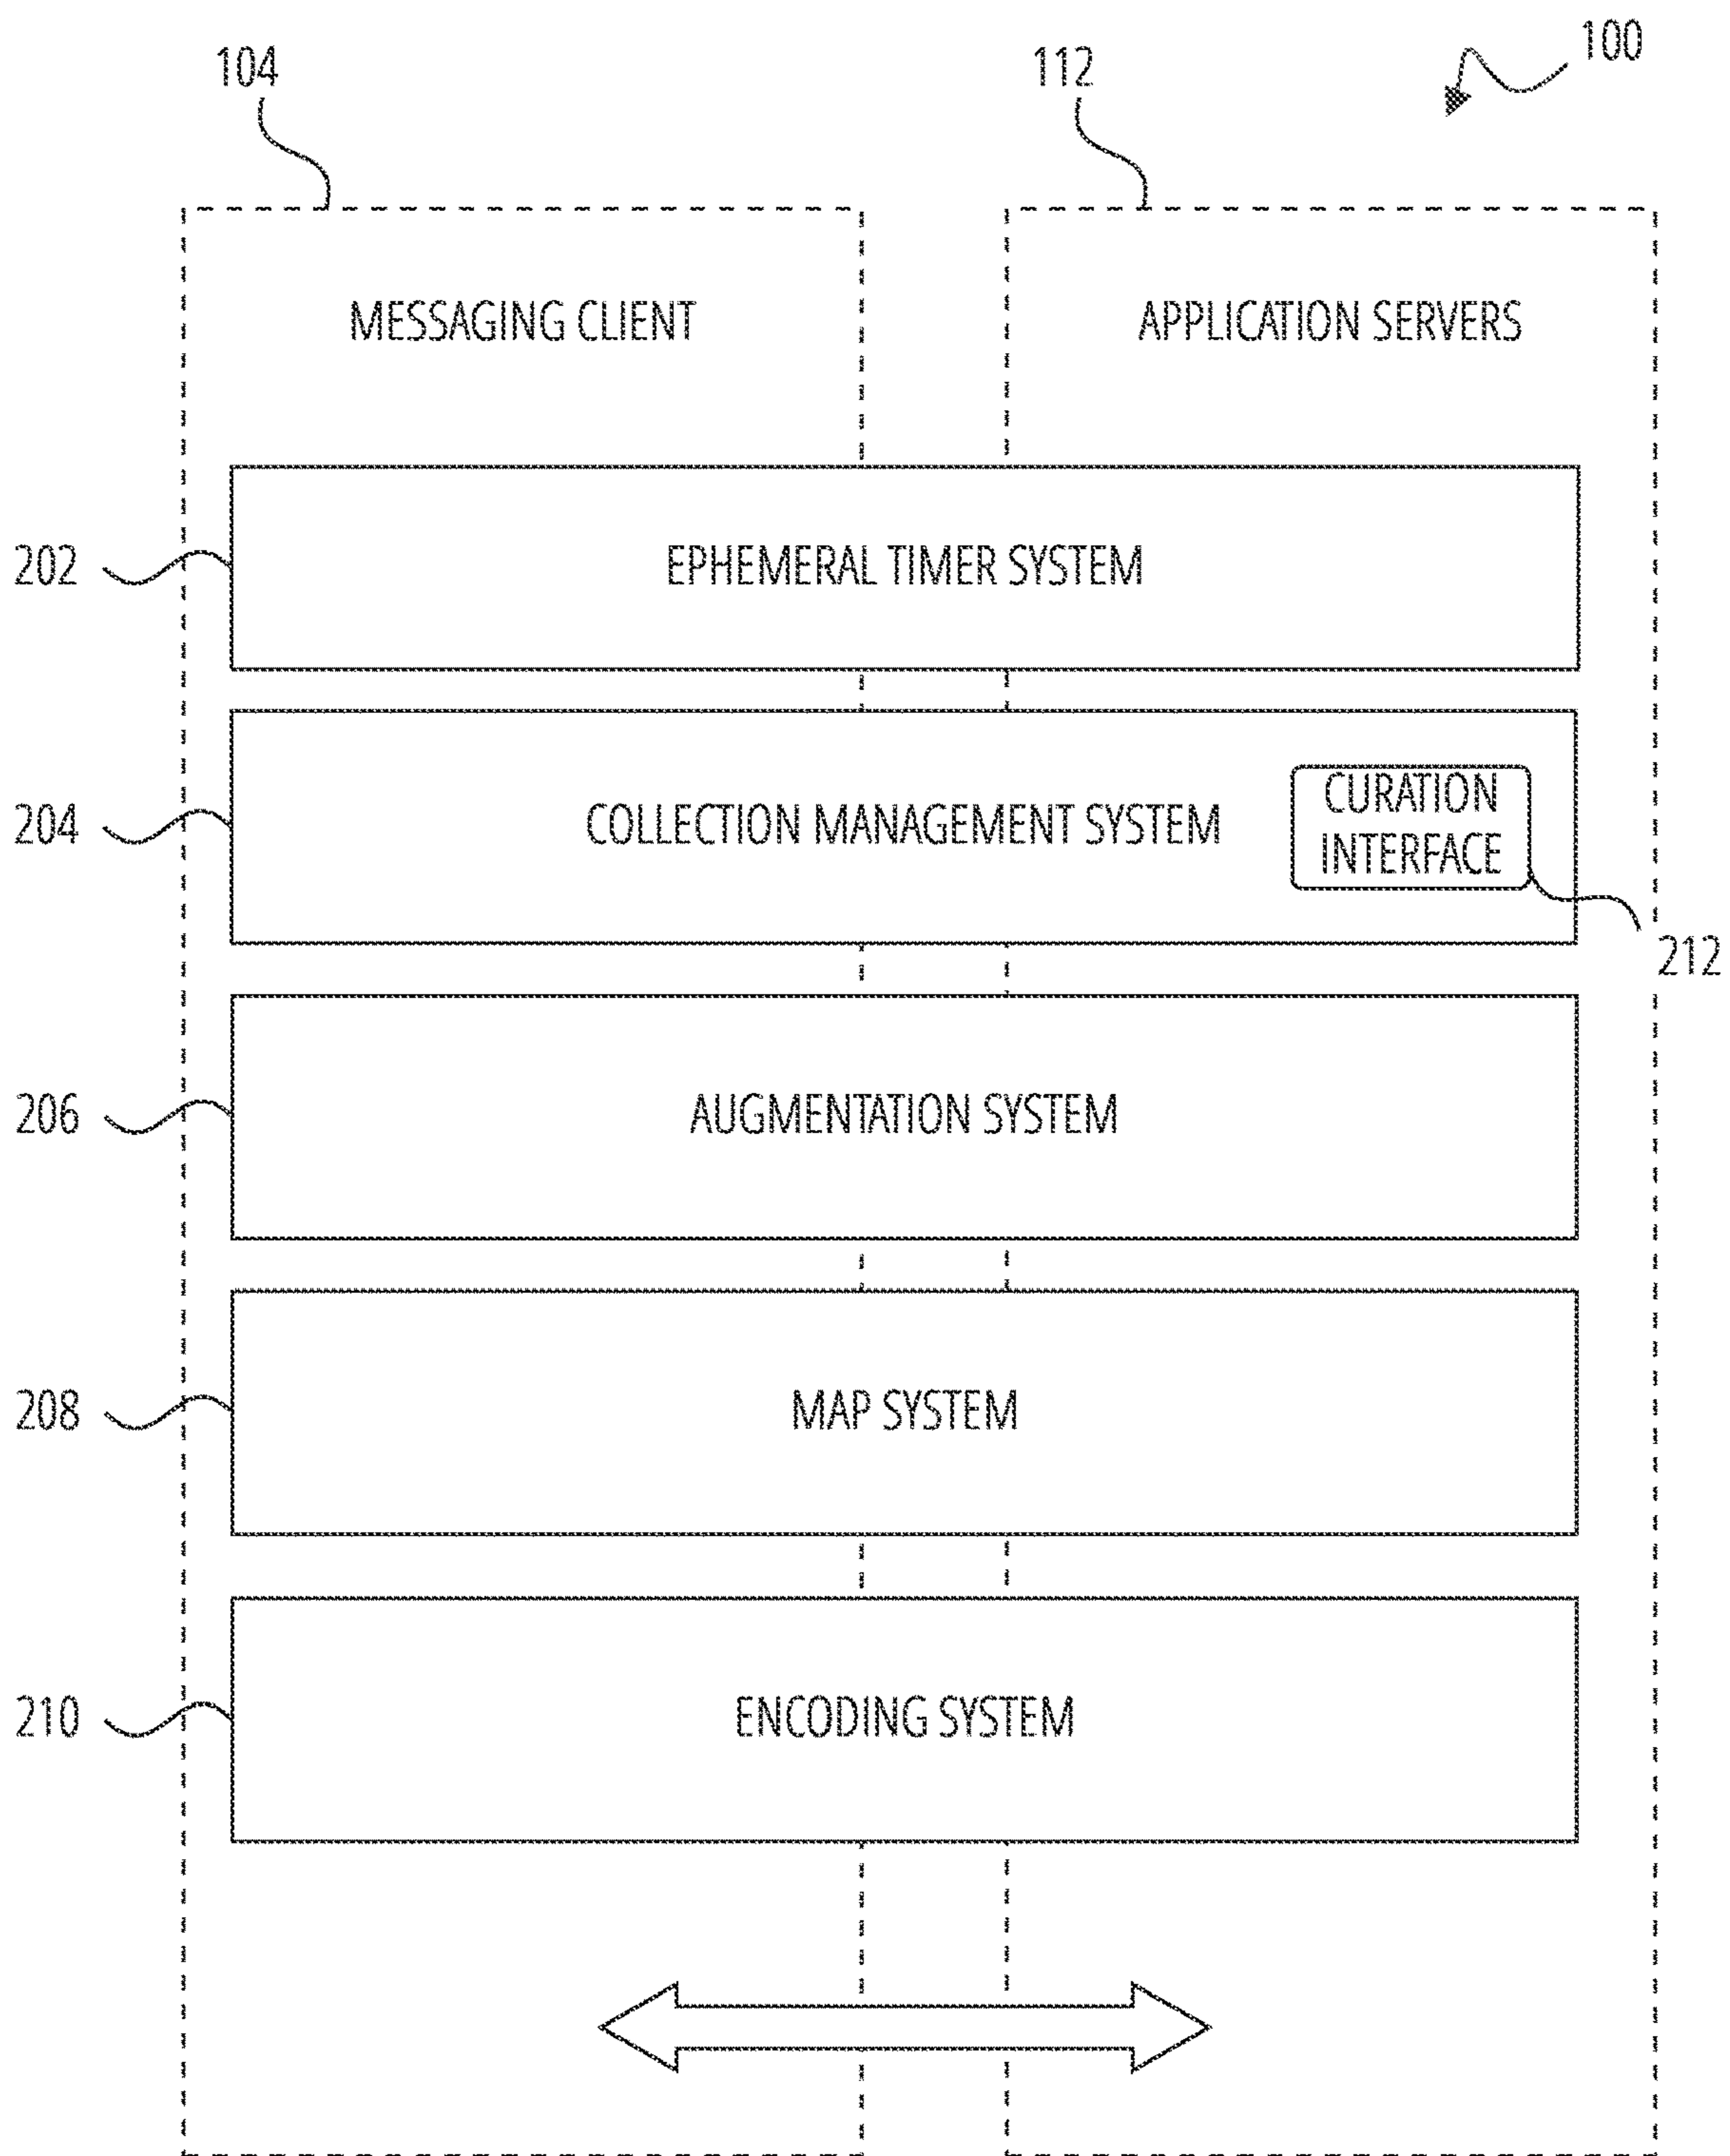 100
104
112
MESSAGING CLIENT
APPLICATION SERVERS
202
EPHEMERAL TIMER SYSTEM
204
COLLECTION MANAGEMENT SYSTEM
CURATION
INTERFACE
212
206
AUGMENTATION SYSTEM
208
MAP SYSTEM
210
ENCODING SYSTEM